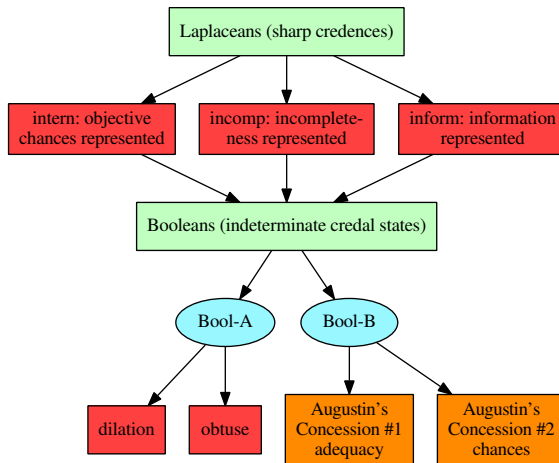 Laplaceans (sharp credences)
intern: objective
chances represented
incomp: incomplete-
ness represented
inform: information
represented
Booleans (indeterminate credal states)
Bool-A
Bool-B
dilation
obtuse
Augustin's
Concession #1
adequacy
Augustin's
Concession #2
chances